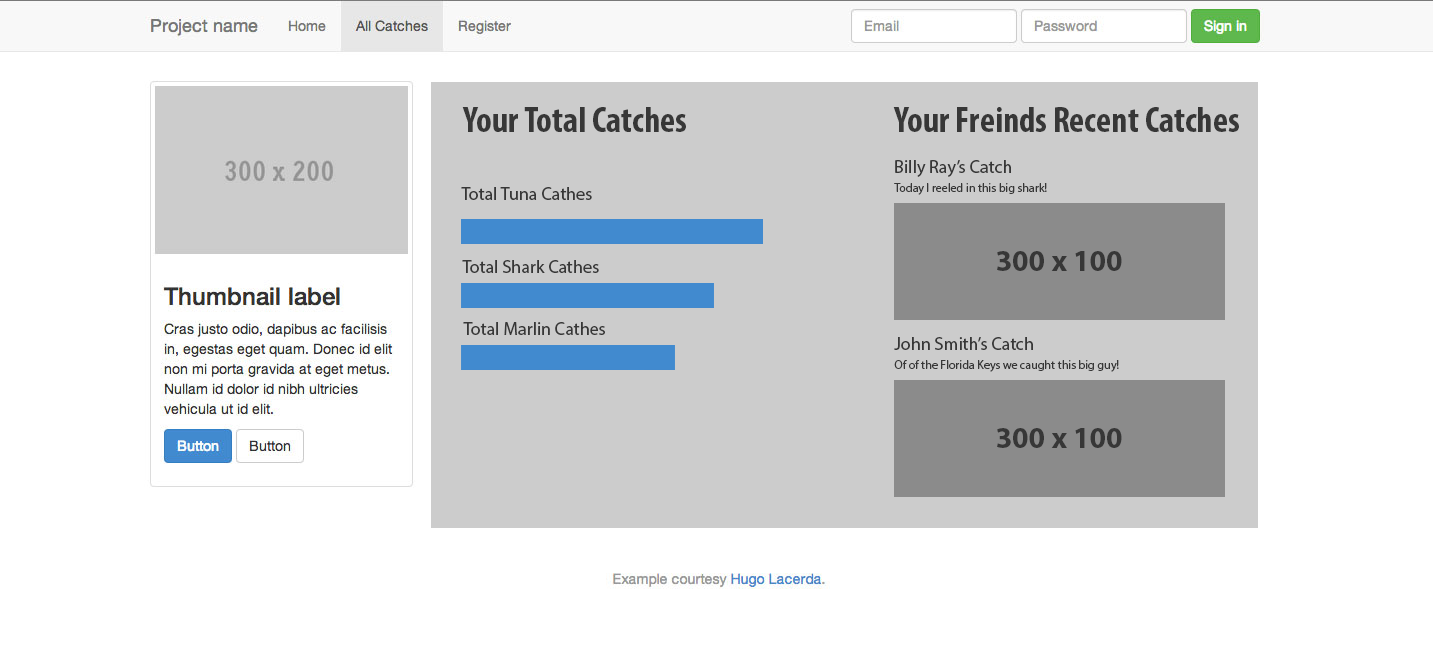 Project name Home All Catches Register Email Password Sign in
300 x 200
Thumbnail label
Cras justo odio, dapibus ac facilisis
in, egestas eget quam. Donec id elit
non mi porta gravida at eget metus.
Nullam id dolor id nibh ultricies
vehicula ut id elit.
Button Button
Your Total Catches
Total Tuna Cathes
Total Shark Cathes
Total Marlin Cathes
Your Freinds Recent Catches
Billy Ray's Catch
Today I reeled in this big shark!
300 x 100
John Smith's Catch
Of of the Florida Keys we caught this big guy!
300 x 100
Example courtesy Hugo Lacerda.